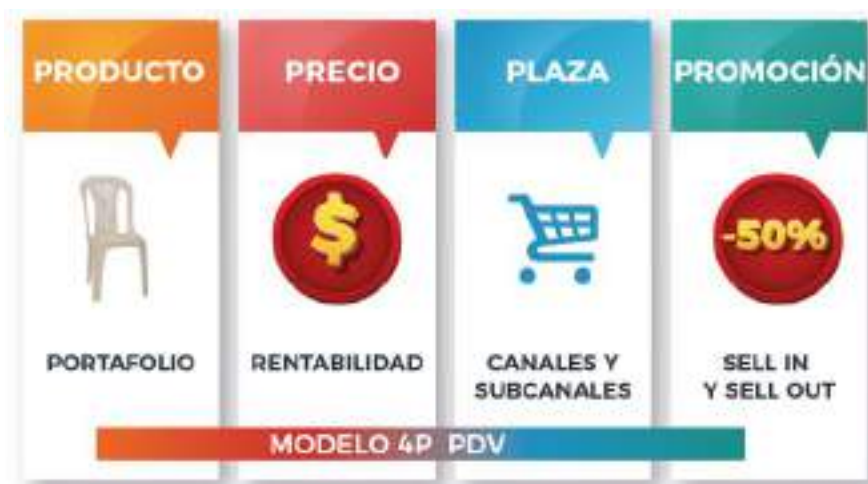 PRODUCTO
PRECIO
PLAZA
PROMOCIÓN
$
-50%
PORTAFOLIO
RENTABILIDAD
CANALES Y
SUBCANALES
SELL IN
Y SELL OUT
MODELO 4P PDV